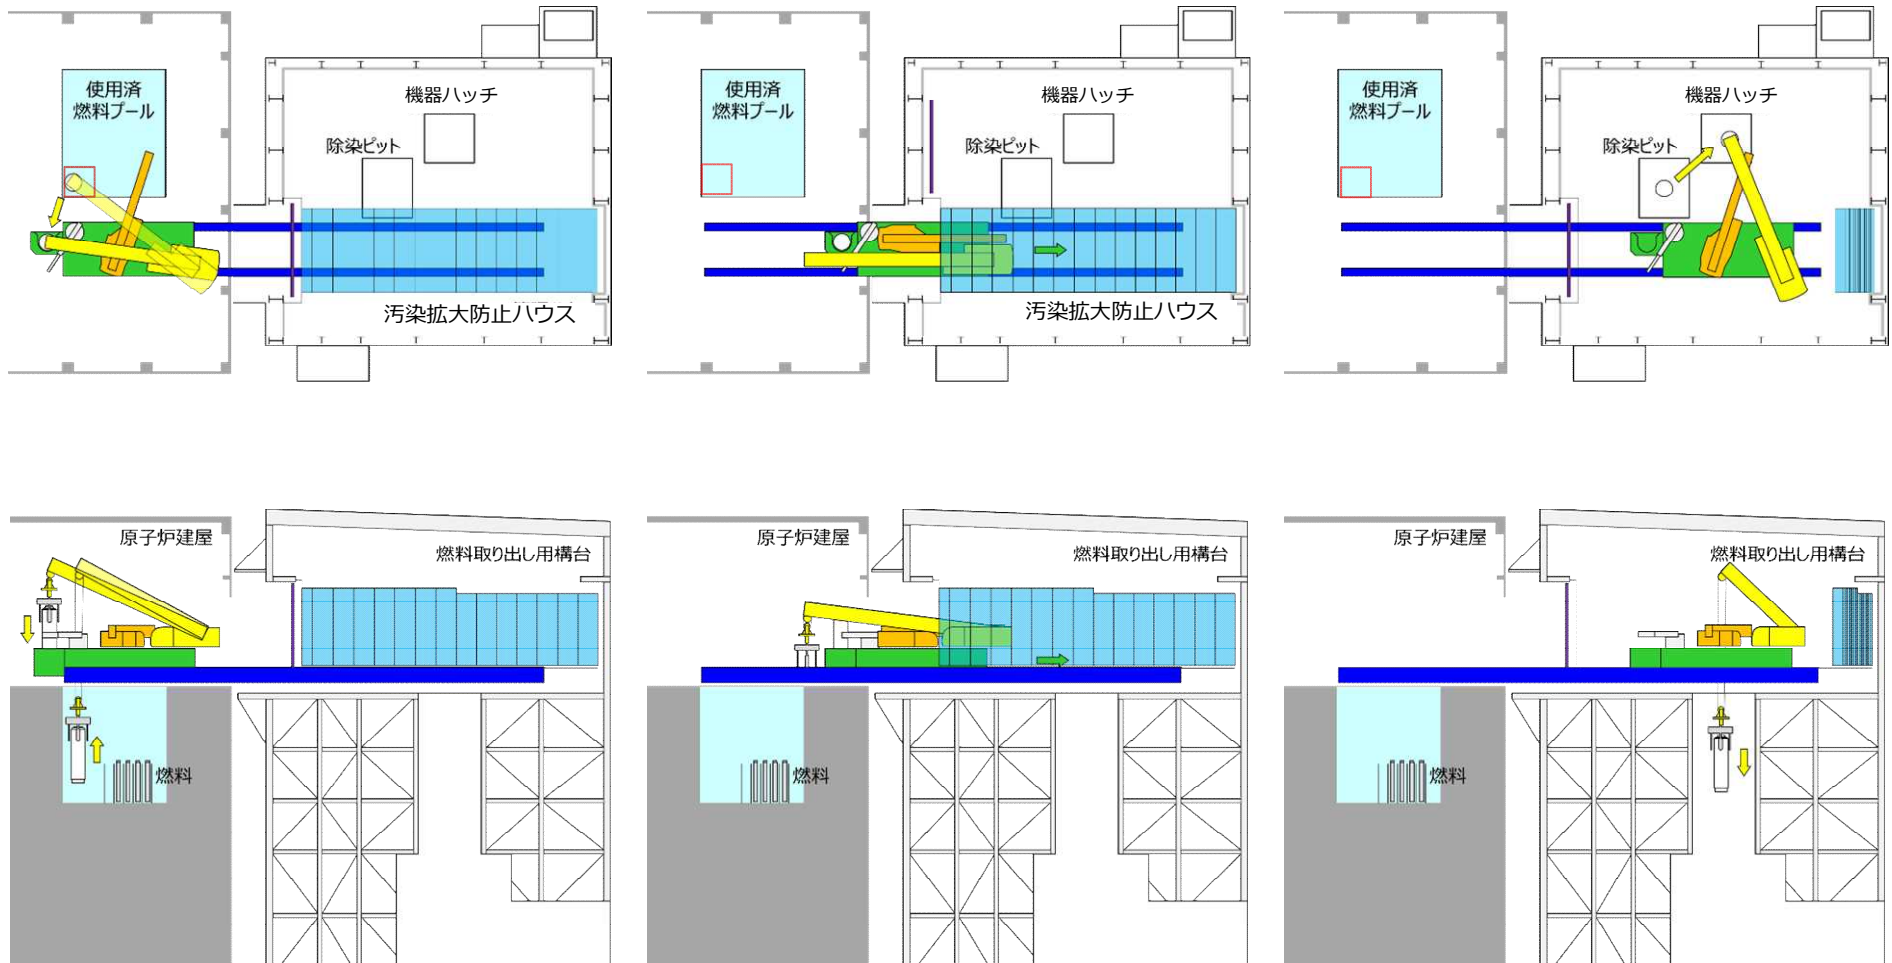 使用済
燃料プール
機器ハッチ
除染ピット
汚染拡大防止ハウス
使用済
燃料プール
機器ハッチ
除染ピット
汚染拡大防止ハウス
使用済
燃料プール
機器ハッチ
除染ピット
原子炉建屋
燃料取り出し用構台
燃料
原子炉建屋
燃料取り出し用構台
燃料
原子炉建屋
燃料取り出し用構台
燃料